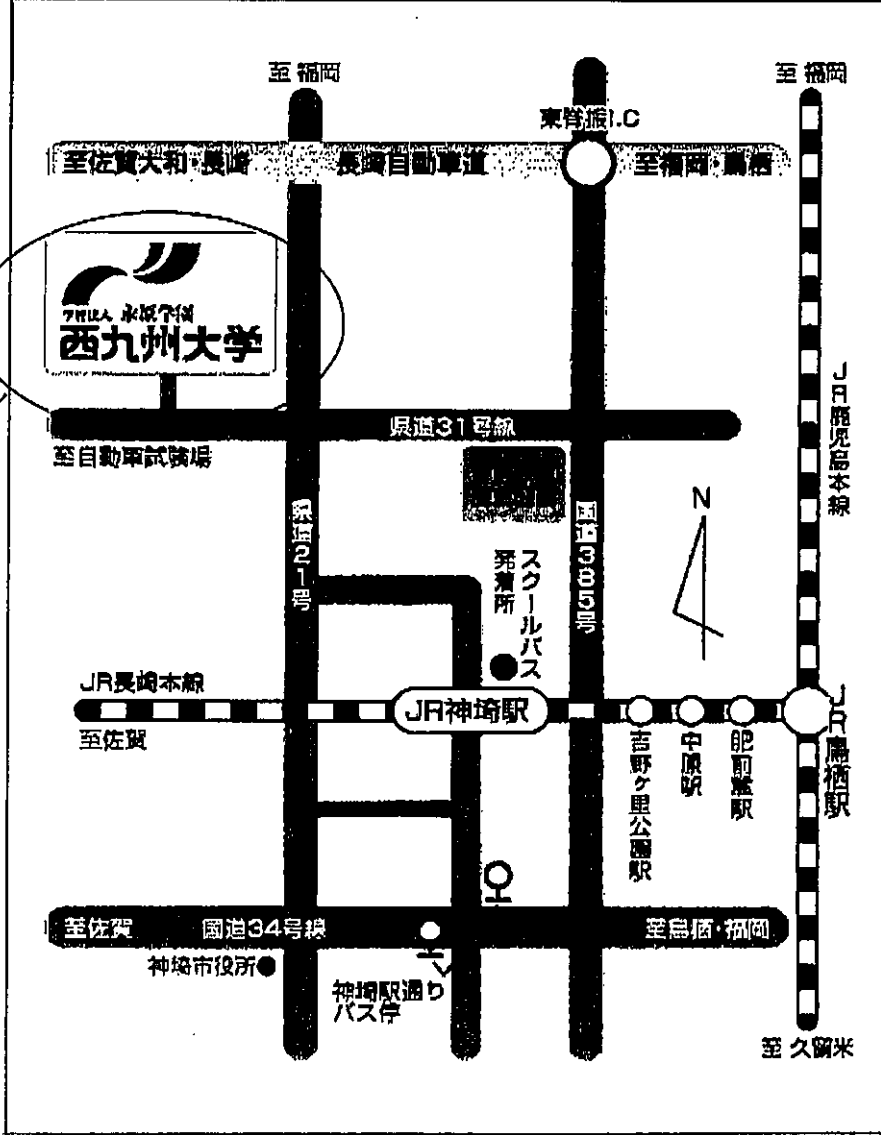 至 福岡
至 福岡
東脊振I.C
至佐賀大和・長崎
長崎自動車道
至福岡・鳥栖
学校法人 永原学園
西九州大学
県道31号線
至自動車試験場
JR鹿児島本線
N
県道21号
国道385号
スクールバス
発着所
JR長崎本線
至佐賀
JR神埼駅
吉野ヶ里公園駅
中原駅
肥前麓駅
JR鳥栖駅
至佐賀
国道34号線
至鳥栖・福岡
神埼市役所
神埼駅通り
バス停
至 久留米